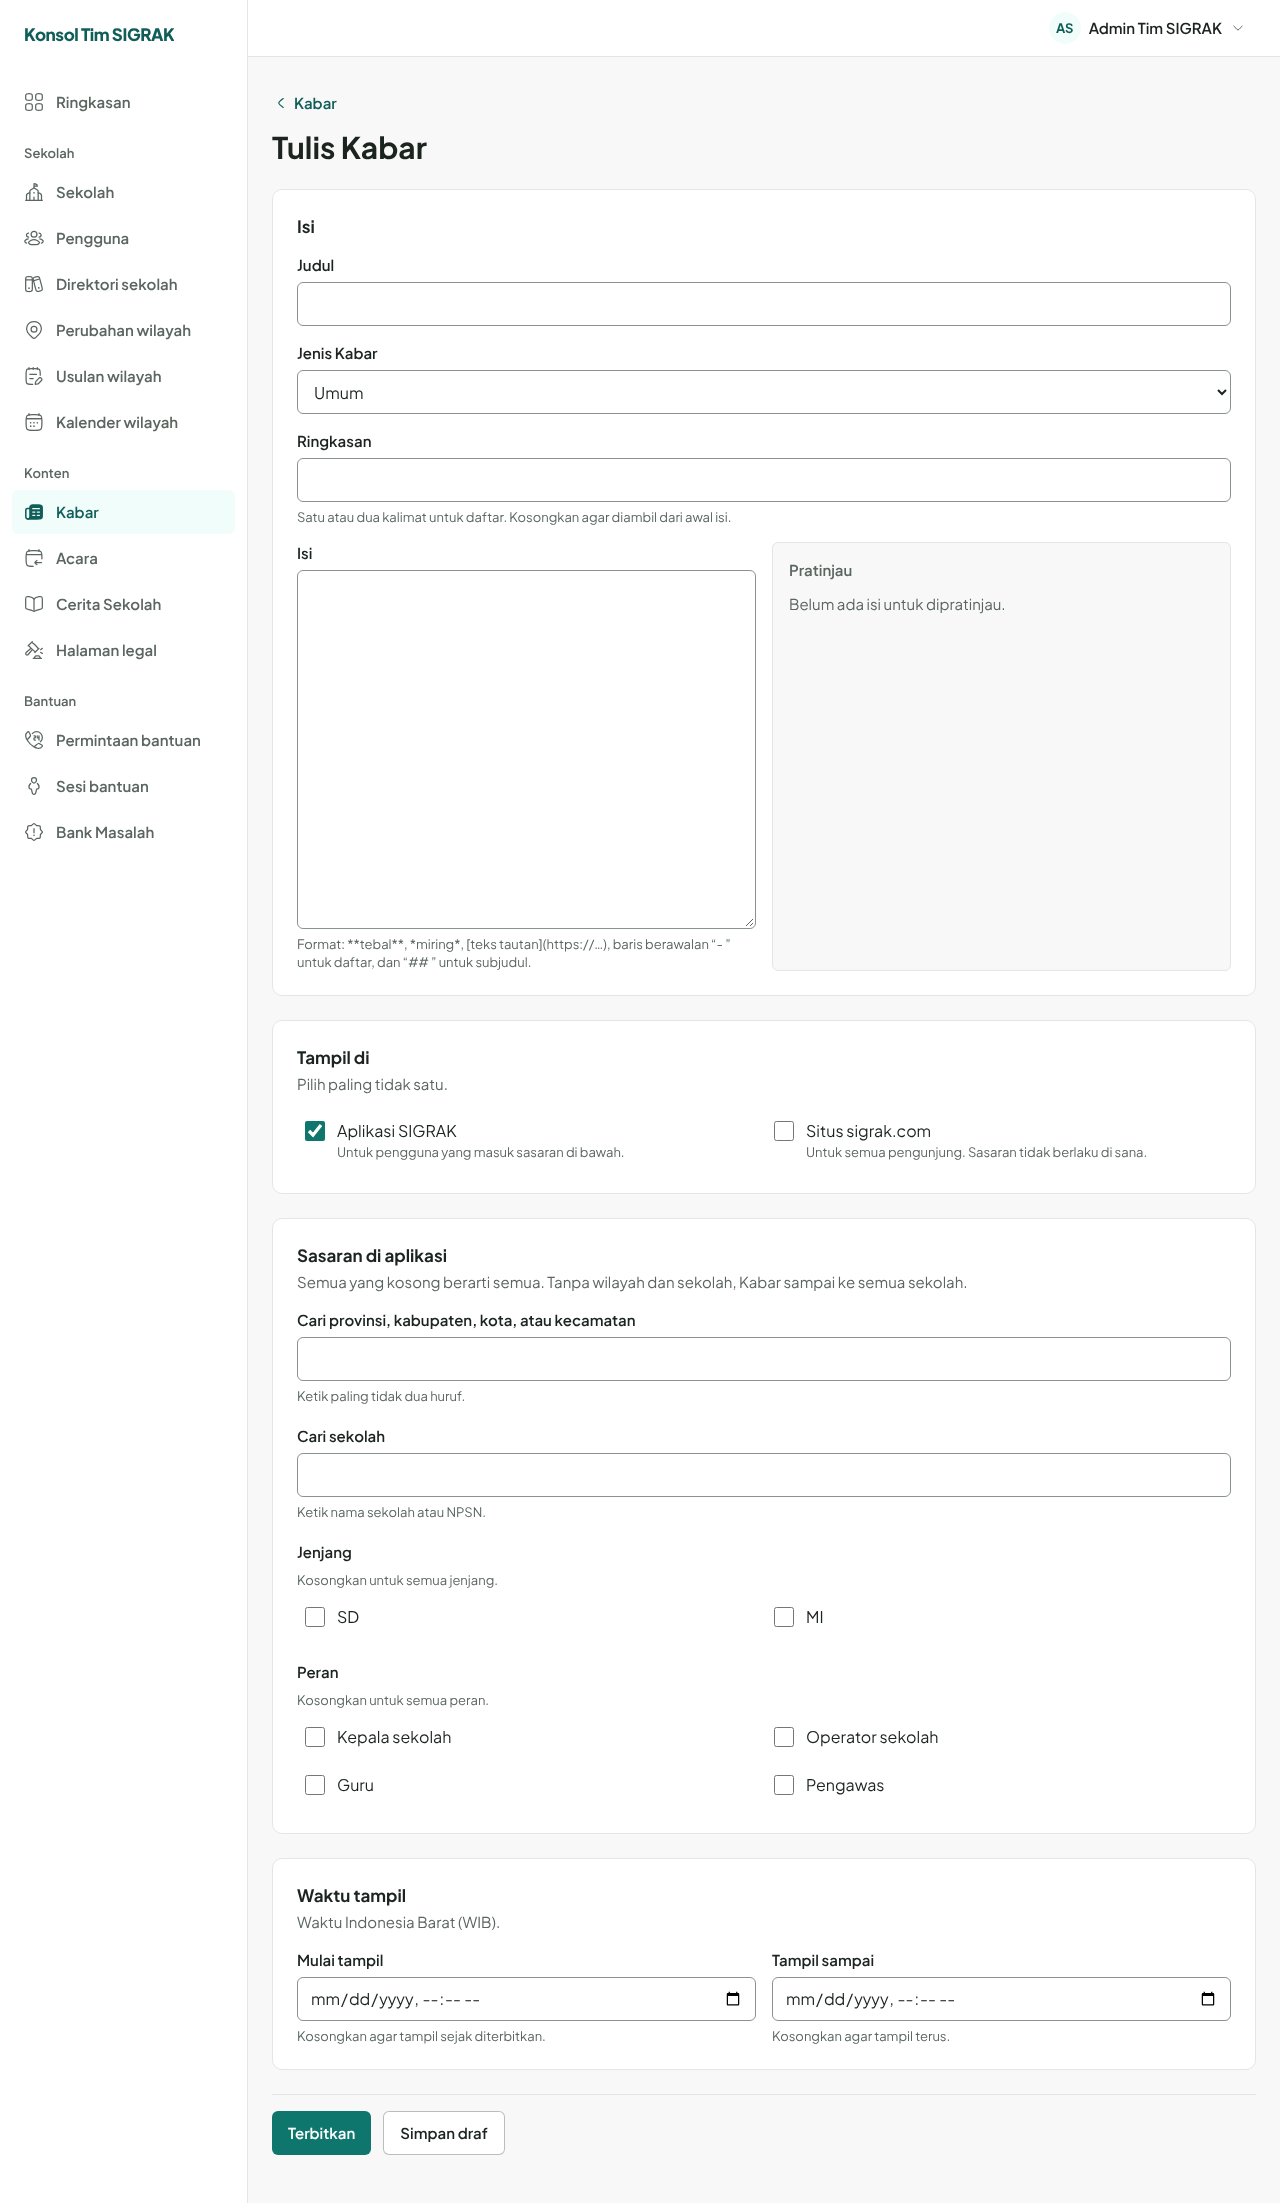 Konsol Tim SIGRAK
AS Admin Tim SIGRAK
Ringkasan
Sekolah
Sekolah
Pengguna
Direktori sekolah
Perubahan wilayah
Usulan wilayah
Kalender wilayah
Konten
Kabar
Acara
Cerita Sekolah
Halaman legal
Bantuan
Permintaan bantuan
Sesi bantuan
Bank Masalah
Kabar
Tulis Kabar
Isi
Judul
Jenis Kabar
Umum
Ringkasan
Satu atau dua kalimat untuk daftar. Kosongkan agar diambil dari awal isi.
Isi
Format: **tebal**, *miring*, [teks tautan](https://…), baris berawalan “- ”
untuk daftar, dan “## ” untuk subjudul.
Pratinjau
Belum ada isi untuk dipratinjau.
Tampil di
Pilih paling tidak satu.
Aplikasi SIGRAK
Untuk pengguna yang masuk sasaran di bawah.
Situs sigrak.com
Untuk semua pengunjung. Sasaran tidak berlaku di sana.
Sasaran di aplikasi
Semua yang kosong berarti semua. Tanpa wilayah dan sekolah, Kabar sampai ke semua sekolah.
Cari provinsi, kabupaten, kota, atau kecamatan
Ketik paling tidak dua huruf.
Cari sekolah
Ketik nama sekolah atau NPSN.
Jenjang
Kosongkan untuk semua jenjang.
SD
MI
Peran
Kosongkan untuk semua peran.
Kepala sekolah
Operator sekolah
Guru
Pengawas
Waktu tampil
Waktu Indonesia Barat (WIB).
Mulai tampil
mm/dd/yyyy, --:-- --
Kosongkan agar tampil sejak diterbitkan.
Tampil sampai
mm/dd/yyyy, --:-- --
Kosongkan agar tampil terus.
Terbitkan
Simpan draf